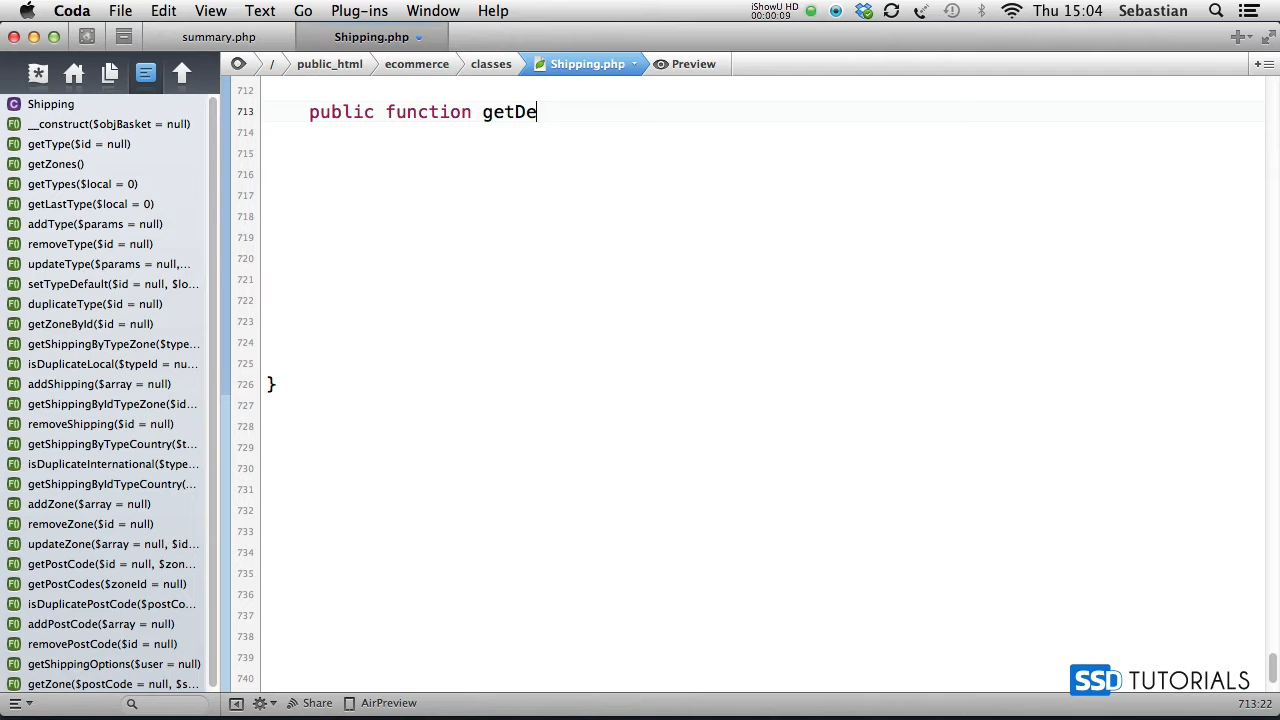 Coda File Edit View Text Go Plug-ins Window Help iShowU HD 00:00:09 Thu 15:04 Sebastian
summary.php Shipping.php
/ public_html ecommerce classes Shipping.php Preview
C Shipping
F() __construct($objBasket = null)
F() getType($id = null)
F() getZones()
F() getTypes($local = 0)
F() getLastType($local = 0)
F() addType($params = null)
F() removeType($id = null)
F() updateType($params = null,...
F() setTypeDefault($id = null, $lo...
F() duplicateType($id = null)
F() getZoneById($id = null)
F() getShippingByTypeZone($type...
F() isDuplicateLocal($typeId = nu...
F() addShipping($array = null)
F() getShippingByIdTypeZone($id...
F() removeShipping($id = null)
F() getShippingByTypeCountry($t...
F() isDuplicateInternational($type...
F() getShippingByIdTypeCountry(...
F() addZone($array = null)
F() removeZone($id = null)
F() updateZone($array = null, $id...
F() getPostCode($id = null, $zon...
F() getPostCodes($zoneId = null)
F() isDuplicatePostCode($postCo...
F() addPostCode($array = null)
F() removePostCode($id = null)
F() getShippingOptions($user = null)
F() getZone($postCode = null, $s...
712
713 public function getDe
714
715
716
717
718
719
720
721
722
723
724
725
726 }
727
728
729
730
731
732
733
734
735
736
737
738
739
740
SSD TUTORIALS
Share AirPreview 713:22